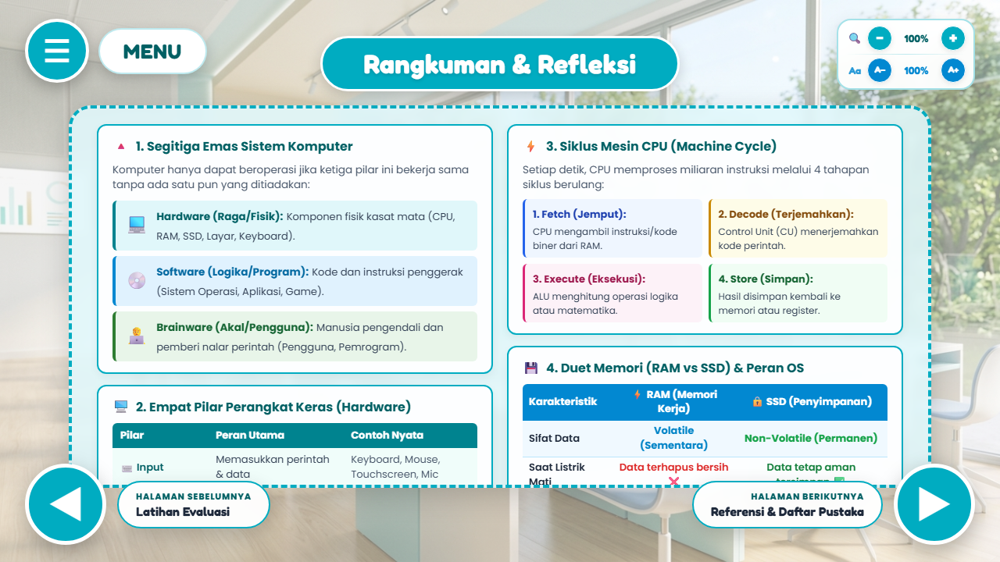 MENU
Rangkuman & Refleksi
100%
Aa A- 100% A+
1. Segitiga Emas Sistem Komputer
Komputer hanya dapat beroperasi jika ketiga pilar ini bekerja sama
tanpa ada satu pun yang ditiadakan:
Hardware (Raga/Fisik): Komponen fisik kasat mata (CPU,
RAM, SSD, Layar, Keyboard).
Software (Logika/Program): Kode dan instruksi penggerak
(Sistem Operasi, Aplikasi, Game).
Brainware (Akal/Pengguna): Manusia pengendali dan
pemberi nalar perintah (Pengguna, Pemrogram).
2. Empat Pilar Perangkat Keras (Hardware)
Pilar Peran Utama Contoh Nyata
Input
Memasukkan perintah
& data
Keyboard, Mouse,
Touchscreen, Mic
3. Siklus Mesin CPU (Machine Cycle)
Setiap detik, CPU memproses miliaran instruksi melalui 4 tahapan
siklus berulang:
1. Fetch (Jemput):
CPU mengambil instruksi/kode
biner dari RAM.
2. Decode (Terjemahkan):
Control Unit (CU) menerjemahkan
kode perintah.
3. Execute (Eksekusi):
ALU menghitung operasi logika
atau matematika.
4. Store (Simpan):
Hasil disimpan kembali ke
memori atau register.
4. Duet Memori (RAM vs SSD) & Peran OS
Karakteristik
RAM (Memori
Kerja)
SSD (Penyimpanan)
Sifat Data
Volatile
(Sementara)
Non-Volatile (Permanen)
Saat Listrik
Mati
Data terhapus bersih
Data tetap aman
tersimpan
HALAMAN SEBELUMNYA
Latihan Evaluasi
HALAMAN BERIKUTNYA
Referensi & Daftar Pustaka